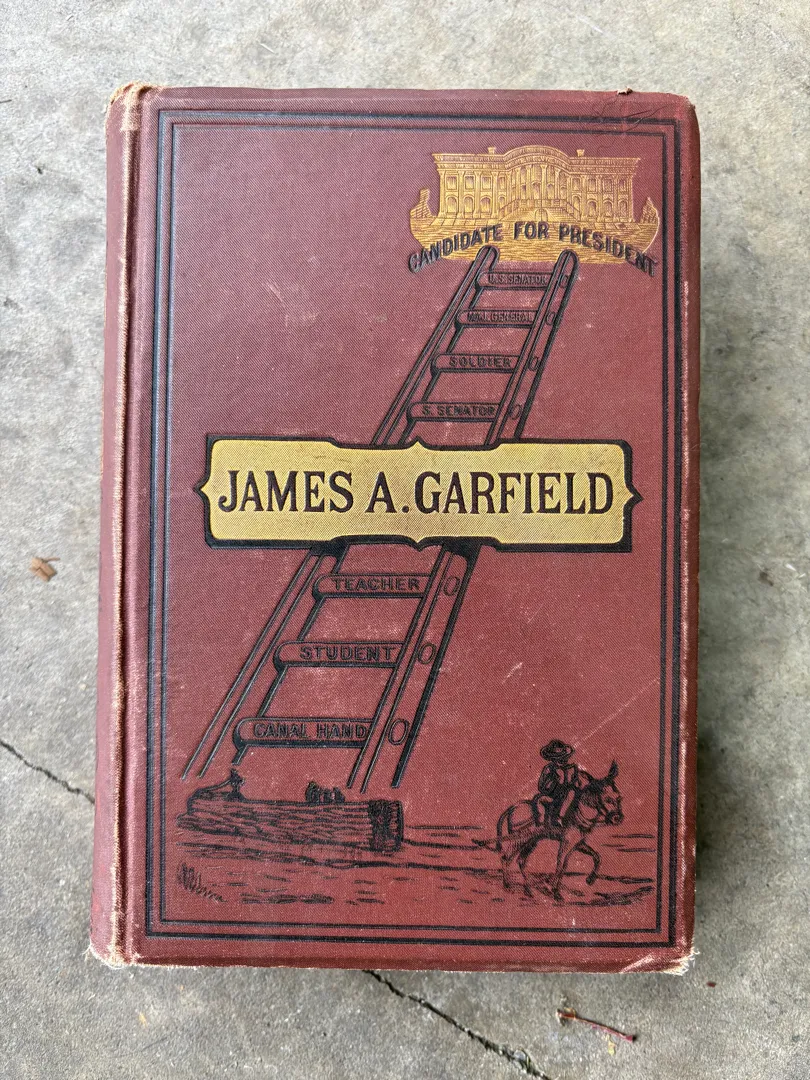 CANDIDATE FOR PRESIDENT
U.S. SENATOR
MAJ. GENERAL
SOLDIER
S. SENATOR
JAMES A. GARFIELD
TEACHER
STUDENT
CANAL HAND